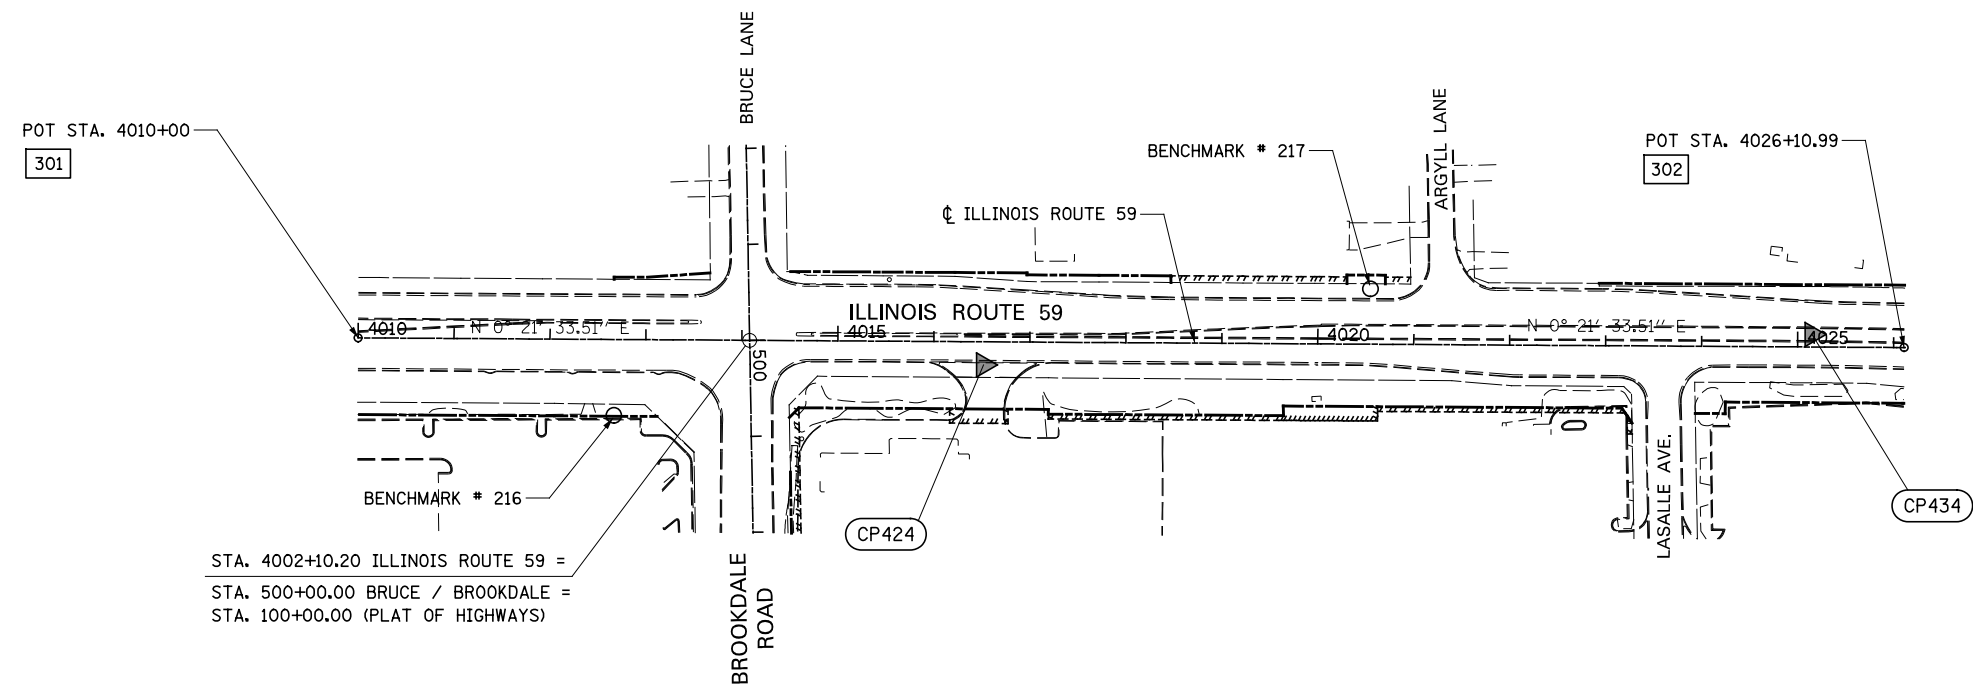 BRUCE LANE
POT STA. 4010+00
301
BENCHMARK # 217
ARGYLL LANE
POT STA. 4026+10.99
302
℄ ILLINOIS ROUTE 59
ILLINOIS ROUTE 59
4010
N 0° 21' 33.51" E
4015
4020
N 0° 21' 33.51" E
4025
500
BENCHMARK # 216
CP424
CP434
LASALLE AVE.
STA. 4002+10.20 ILLINOIS ROUTE 59 =
STA. 500+00.00 BRUCE / BROOKDALE =
STA. 100+00.00 (PLAT OF HIGHWAYS)
BROOKDALE
ROAD